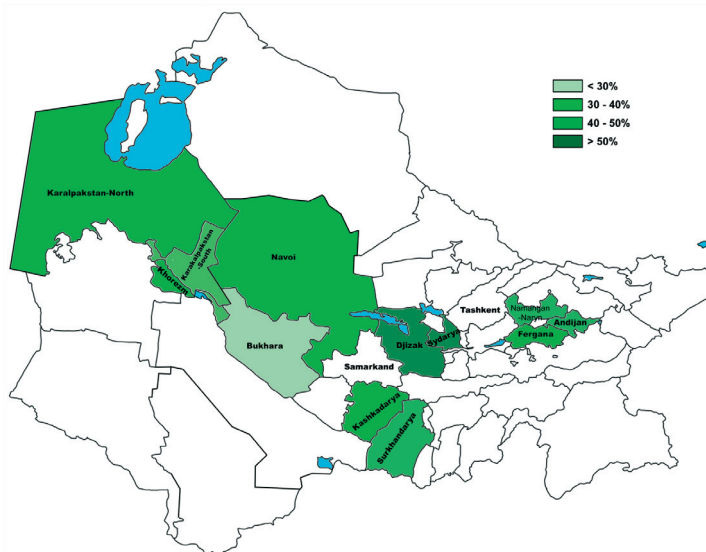 < 30%
30 - 40%
40 - 50%
> 50%
Karalpakstan-North
Karakalpakstan
-South
Khorezm
Navoi
Bukhara
Samarkand
Djizak
Sydarya
Tashkent
Namangan
-Naryn
Andijan
Fergana
Kashkadarya
Surkhandarya